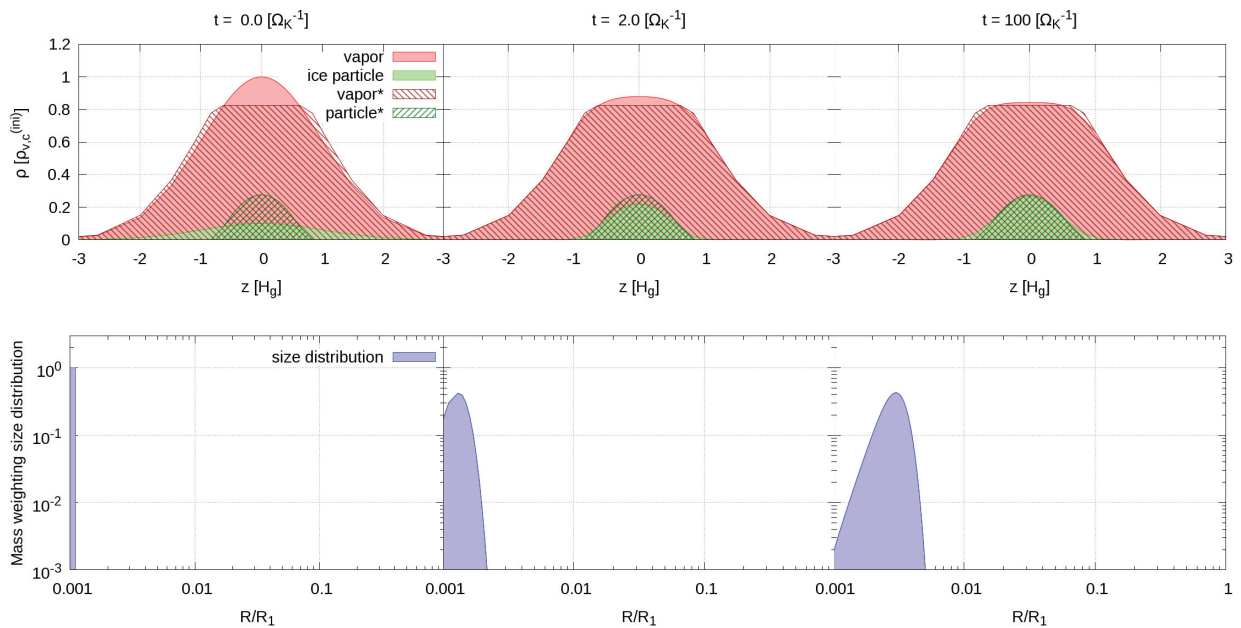 t = 0.0 [Ω_K^-1]
t = 2.0 [Ω_K^-1]
t = 100 [Ω_K^-1]
ρ [ρ_v,c^(ini)]
1.2
1
0.8
0.6
0.4
0.2
0
vapor
ice particle
vapor*
particle*
-3 -2 -1 0 1 2 -3 -2 -1 0 1 2 -3 -2 -1 0 1 2 3
z [H_g] z [H_g] z [H_g]
Mass weighting size distribution
10^0
10^-1
10^-2
10^-3
size distribution
0.001 0.01 0.1 0.001 0.01 0.1 0.001 0.01 0.1 1
R/R_1 R/R_1 R/R_1